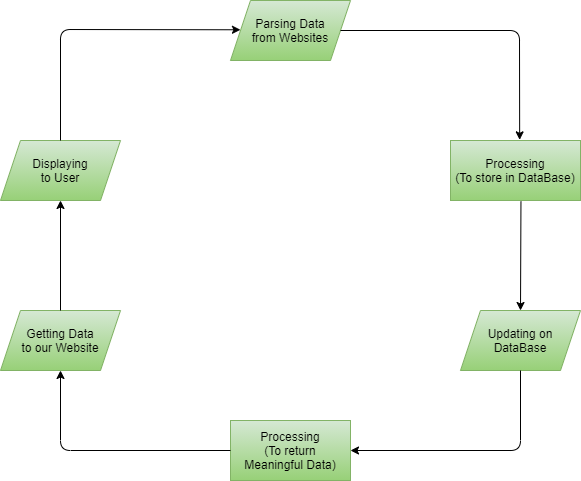 Parsing Data
from Websites
Processing
(To store in DataBase)
Updating on
DataBase
Processing
(To return
Meaningful Data)
Getting Data
to our Website
Displaying
to User